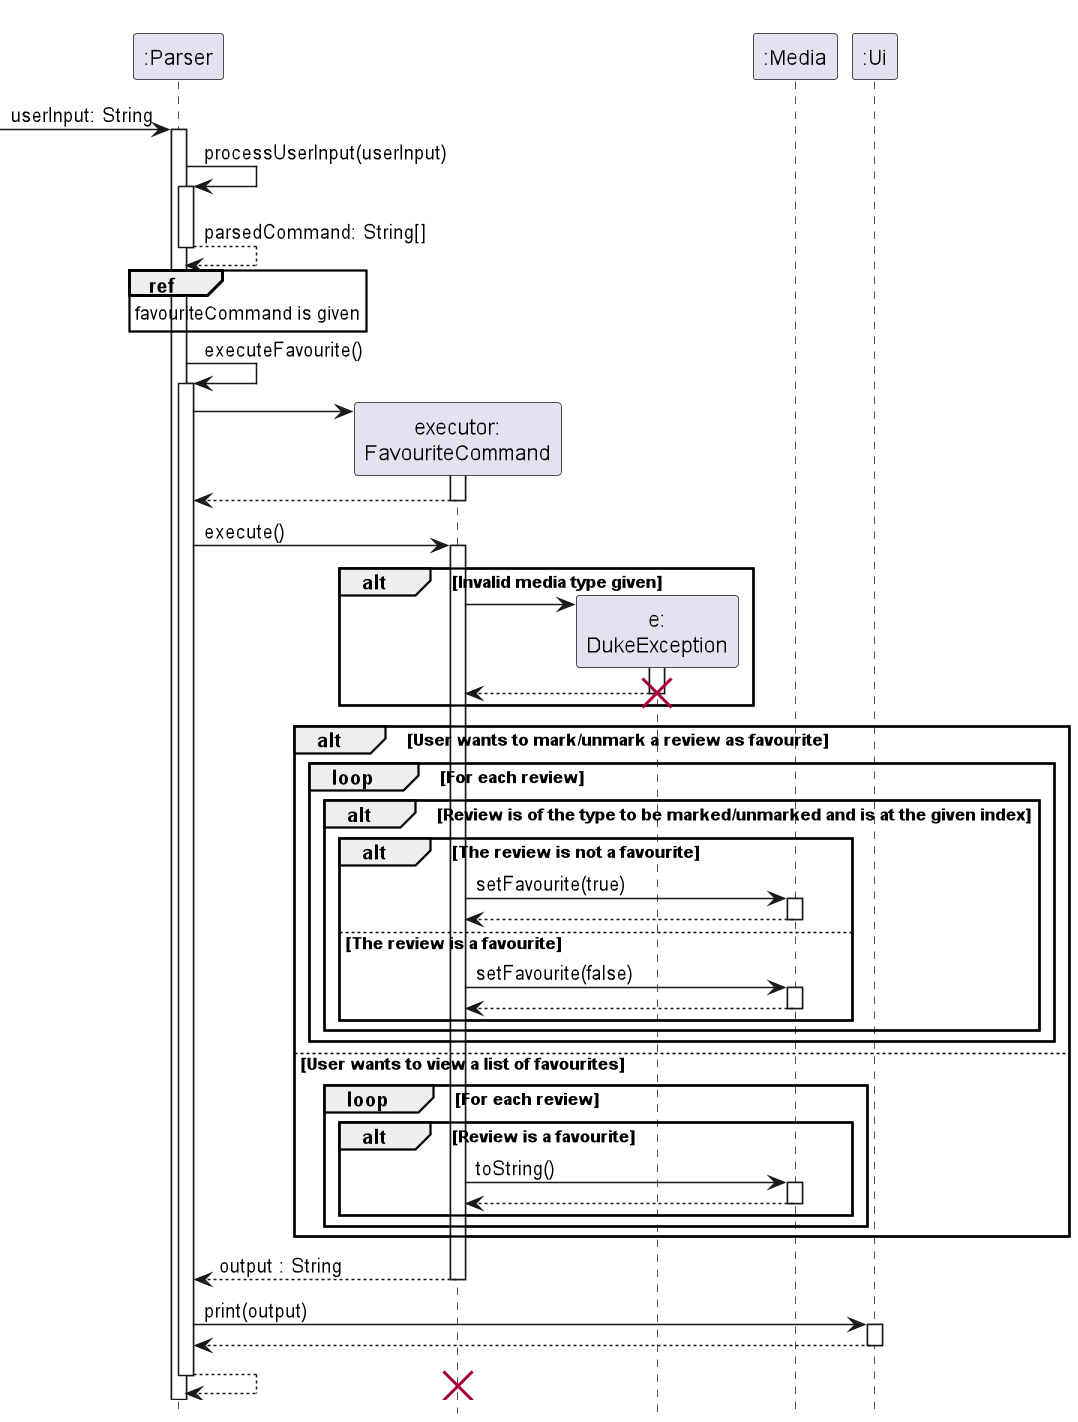 :Parser
:Media
:Ui
userInput: String
processUserInput(userInput)
parsedCommand: String[]
ref
favouriteCommand is given
executeFavourite()
executor:
FavouriteCommand
execute()
alt [Invalid media type given]
e:
DukeException
alt [User wants to mark/unmark a review as favourite]
loop [For each review]
alt [Review is of the type to be marked/unmarked and is at the given index]
alt [The review is not a favourite]
setFavourite(true)
[The review is a favourite]
setFavourite(false)
[User wants to view a list of favourites]
loop [For each review]
alt [Review is a favourite]
toString()
output : String
print(output)